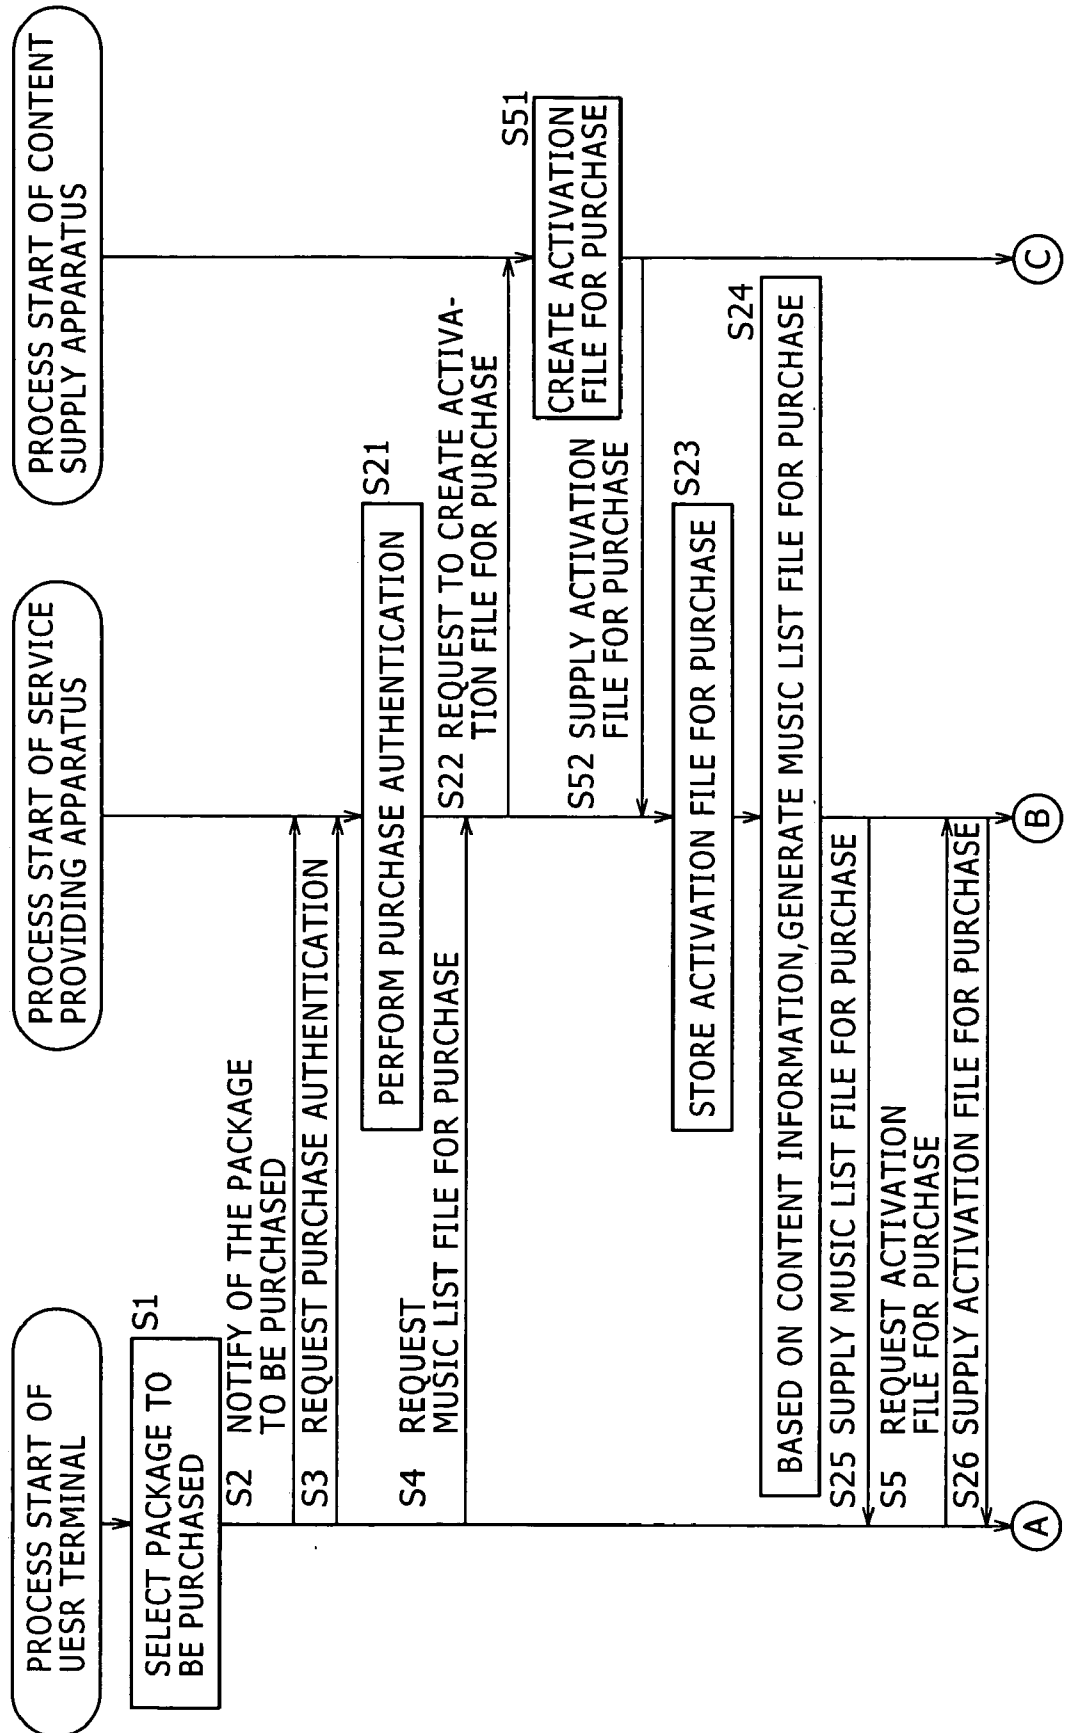 PROCESS START OF
UESR TERMINAL
PROCESS START OF SERVICE
PROVIDING APPARATUS
PROCESS START OF CONTENT
SUPPLY APPARATUS
S1
SELECT PACKAGE TO
BE PURCHASED
S2 NOTIFY OF THE PACKAGE
TO BE PURCHASED
S3 REQUEST PURCHASE AUTHENTICATION
S21
PERFORM PURCHASE AUTHENTICATION
S4 REQUEST
MUSIC LIST FILE FOR PURCHASE
S22 REQUEST TO CREATE ACTIVA-
TION FILE FOR PURCHASE
S51
CREATE ACTIVATION
FILE FOR PURCHASE
S52 SUPPLY ACTIVATION
FILE FOR PURCHASE
S23
STORE ACTIVATION FILE FOR PURCHASE
S24
BASED ON CONTENT INFORMATION,GENERATE MUSIC LIST FILE FOR PURCHASE
S25 SUPPLY MUSIC LIST FILE FOR PURCHASE
S5 REQUEST ACTIVATION
FILE FOR PURCHASE
S26 SUPPLY ACTIVATION FILE FOR PURCHASE
A
B
C